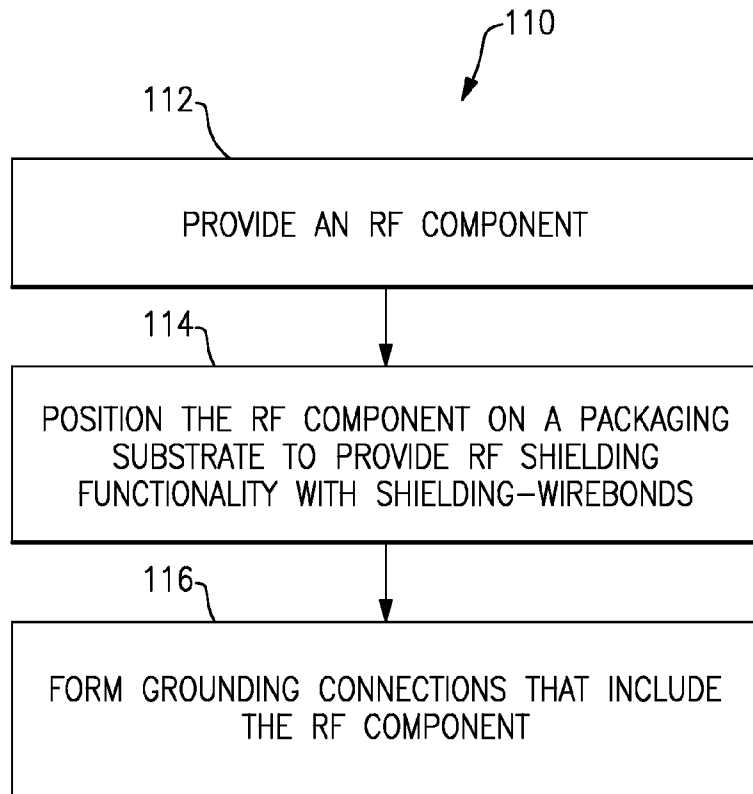 110
112
PROVIDE AN RF COMPONENT
114
POSITION THE RF COMPONENT ON A PACKAGING
SUBSTRATE TO PROVIDE RF SHIELDING
FUNCTIONALITY WITH SHIELDING-WIREBONDS
116
FORM GROUNDING CONNECTIONS THAT INCLUDE
THE RF COMPONENT